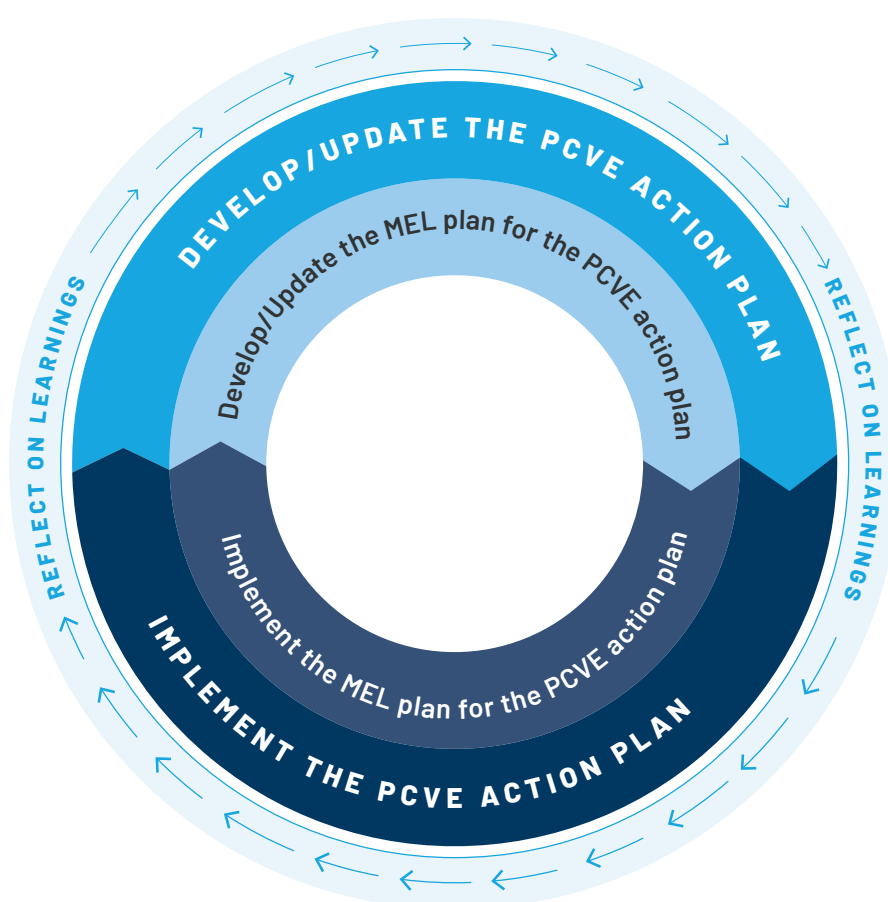 DEVELOP/UPDATE THE PCVE ACTION PLAN
Develop/Update the MEL plan for the PCVE action plan
REFLECT ON LEARNINGS
REFLECT ON LEARNINGS
Implement the MEL plan for the PCVE action plan
IMPLEMENT THE PCVE ACTION PLAN